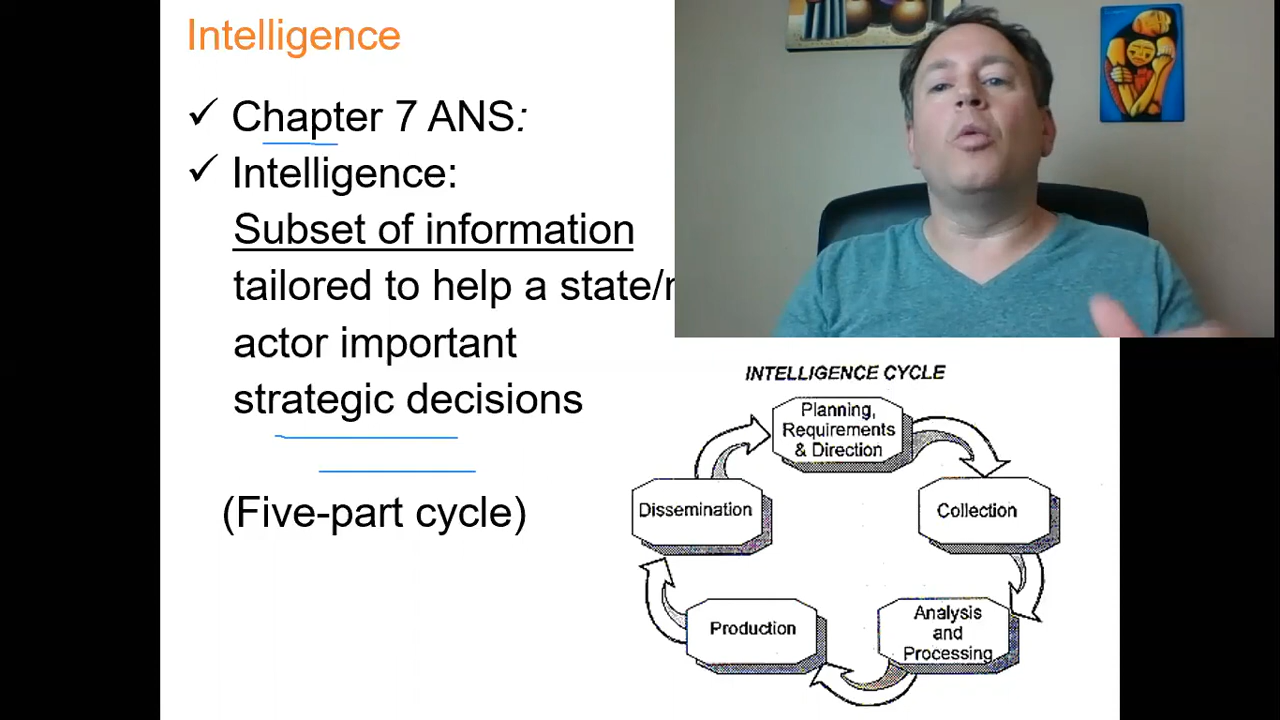 Intelligence
✓ Chapter 7 ANS:
✓ Intelligence:
Subset of information
tailored to help a state/
actor important
strategic decisions
(Five-part cycle)
INTELLIGENCE CYCLE
Planning,
Requirements
& Direction
Collection
Analysis
and
Processing
Production
Dissemination